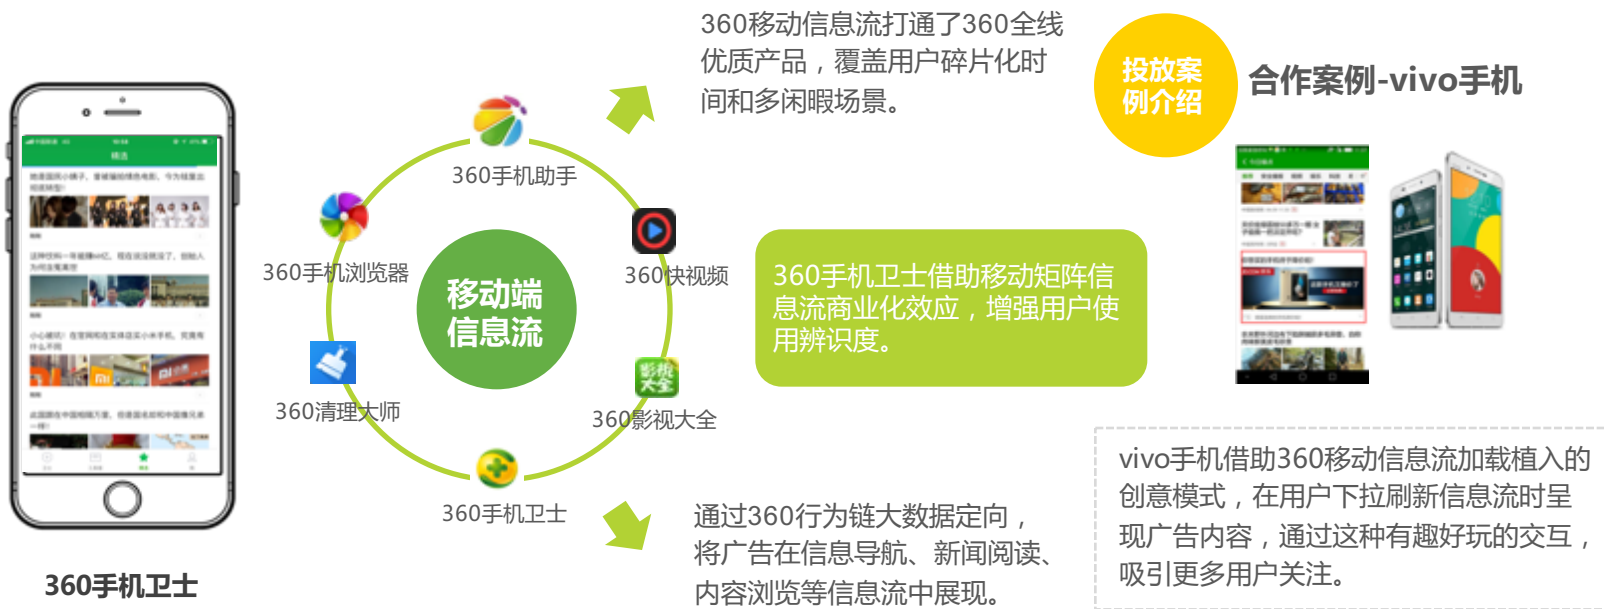 360移动信息流打通了360全线
优质产品，覆盖用户碎片化时
间和多闲暇场景。
投放案
例介绍
合作案例-vivo手机
精选
360手机助手
360手机浏览器
360快视频
移动端
信息流
360手机卫士借助移动矩阵信
息流商业化效应，增强用户使
用辨识度。
360清理大师
影视
大全
360影视大全
360手机卫士
通过360行为链大数据定向，
将广告在信息导航、新闻阅读、
内容浏览等信息流中展现。
vivo手机借助360移动信息流加载植入的
创意模式，在用户下拉刷新信息流时呈
现广告内容，通过这种有趣好玩的交互，
吸引更多用户关注。
360手机卫士